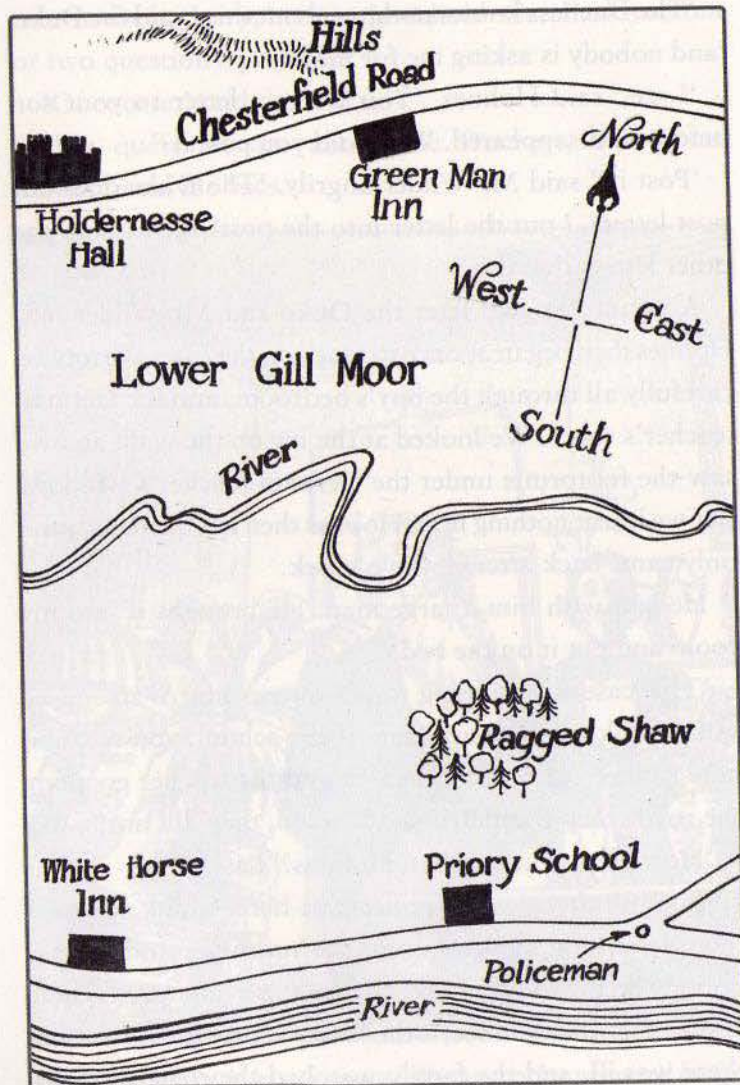 Hills
Chesterfield Road
Green Man
Inn
Holdernesse
Hall
North
West
East
South
Lower Gill Moor
River
Ragged Shaw
White Horse
Inn
Priory School
Policeman
River